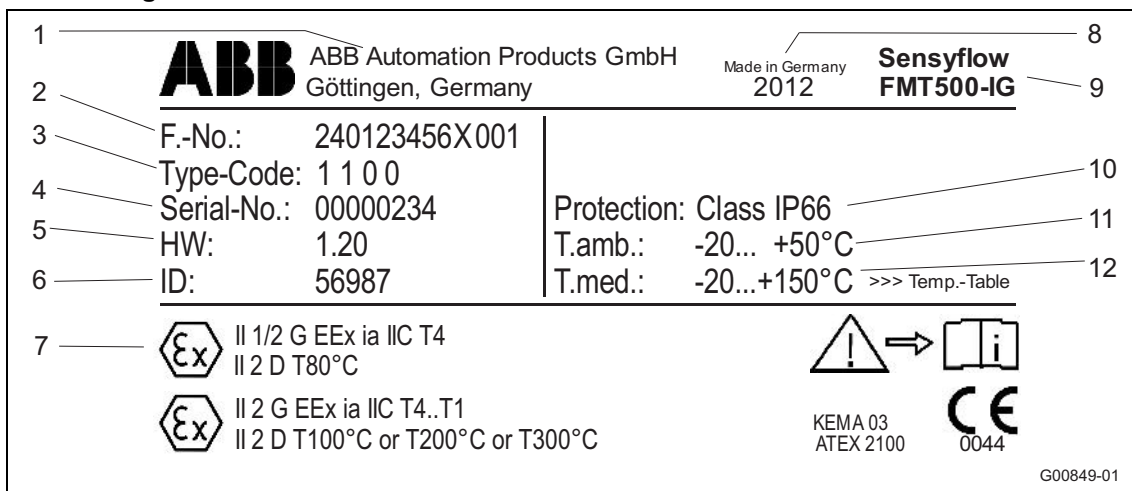 1
ABB
ABB Automation Products GmbH
Göttingen, Germany
Made in Germany
2012
8
Sensyflow
FMT500-IG
9
2
F.-No.: 240123456X001
3
Type-Code: 1 1 0 0
4
Serial-No.: 00000234
5
HW: 1.20
6
ID: 56987
10
Protection: Class IP66
11
T.amb.: -20... +50°C
12
T.med.: -20...+150°C >>> Temp.-Table
7
Ex
II 1/2 G EEx ia IIC T4
II 2 D T80°C
Ex
II 2 G EEx ia IIC T4..T1
II 2 D T100°C or T200°C or T300°C
!
i
KEMA 03
ATEX 2100
CE
0044
G00849-01